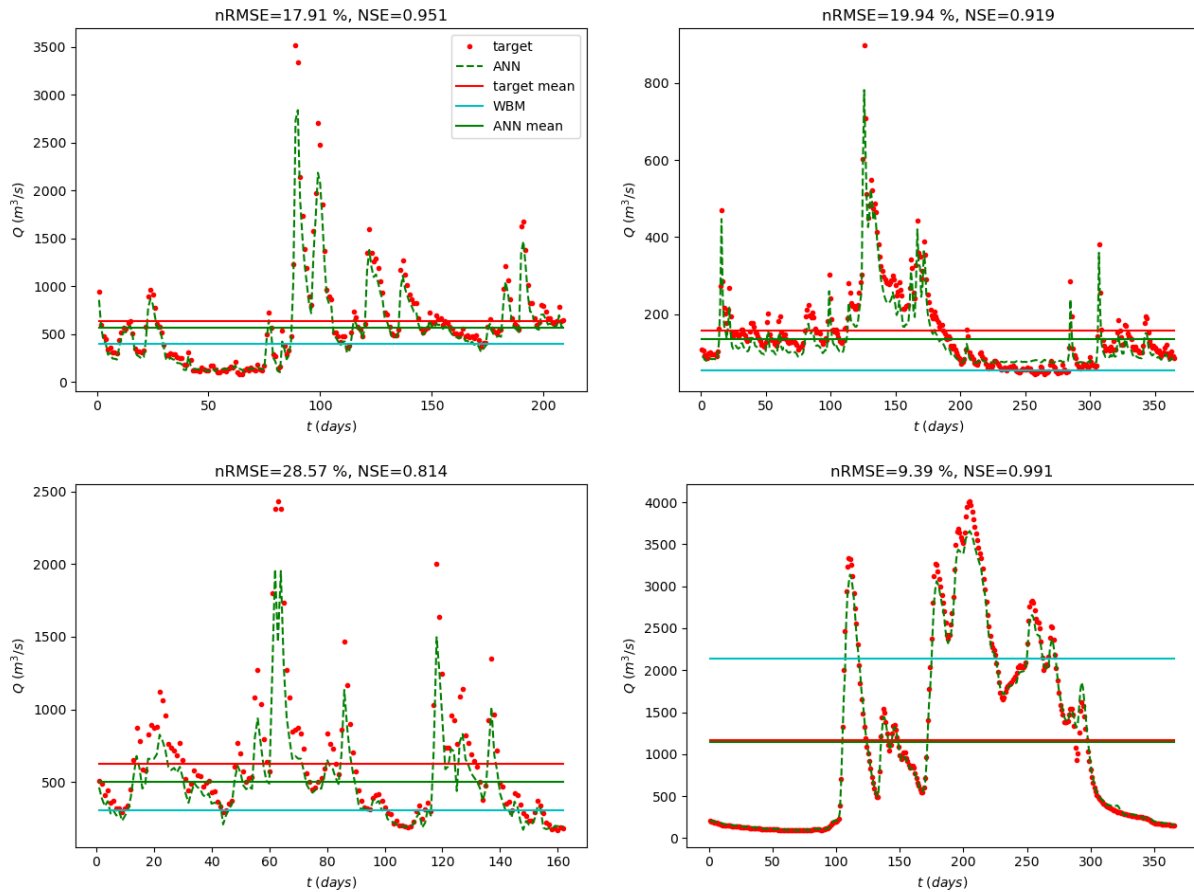 nRMSE=17.91 %, NSE=0.951
Q (m³/s)
3500
3000
2500
2000
1500
1000
500
0
target
ANN
target mean
WBM
ANN mean
0 50 100 150 200
t (days)
nRMSE=19.94 %, NSE=0.919
Q (m³/s)
800
600
400
200
0 50 100 150 200 250 300 350
t (days)
nRMSE=28.57 %, NSE=0.814
Q (m³/s)
2500
2000
1500
1000
500
0 20 40 60 80 100 120 140 160
t (days)
nRMSE=9.39 %, NSE=0.991
Q (m³/s)
4000
3500
3000
2500
2000
1500
1000
500
0
0 50 100 150 200 250 300 350
t (days)